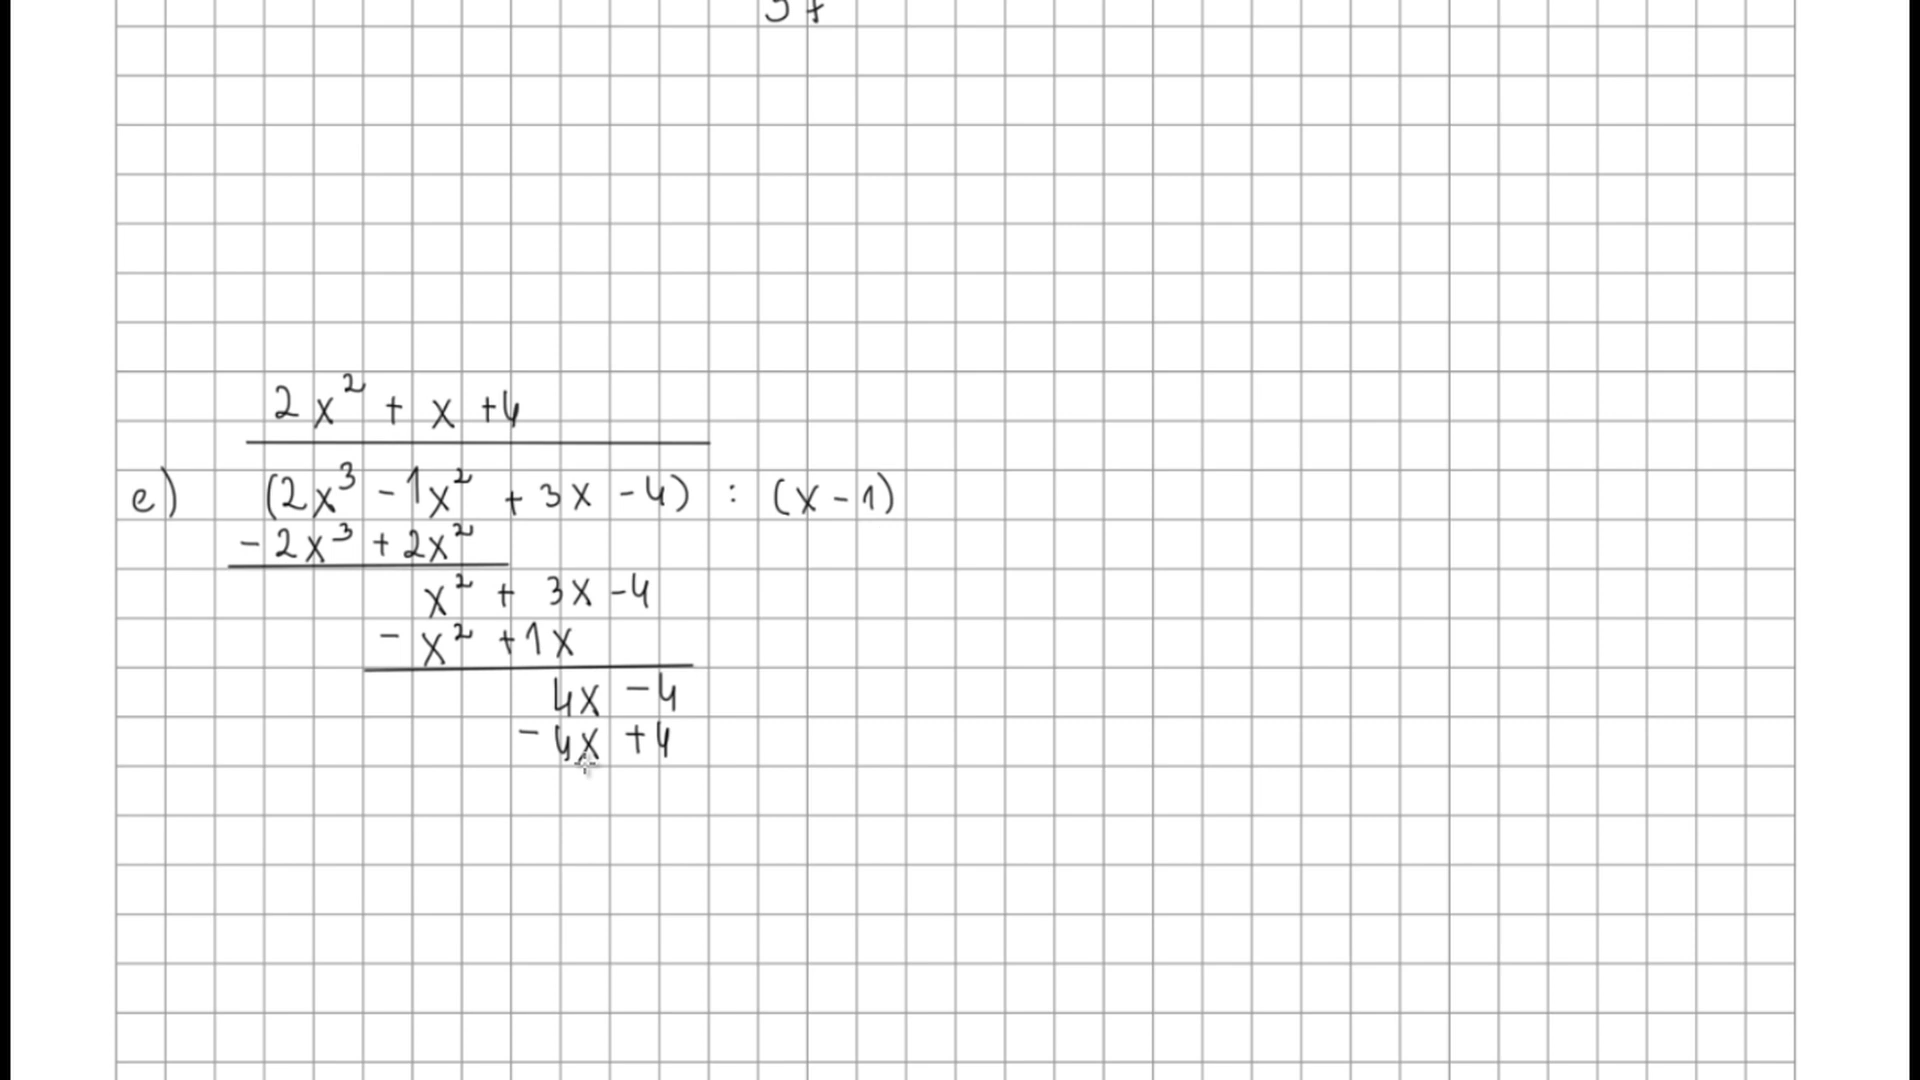 2x² + x +4
e) (2x³ - 1x² + 3x - 4) : (x - 1)
- 2x³ + 2x²
x² + 3x - 4
- x² + 1x
4x - 4
- 4x + 4